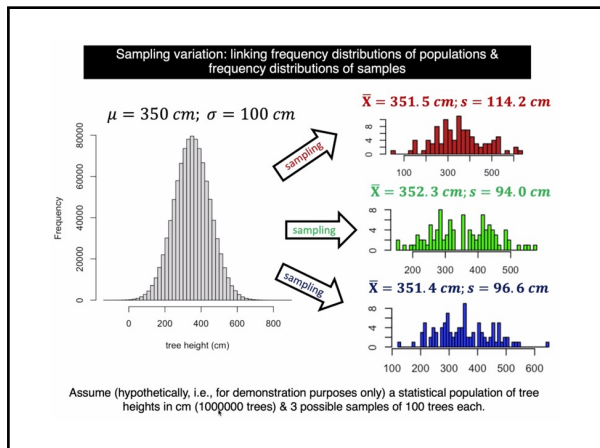 Sampling variation: linking frequency distributions of populations &
frequency distributions of samples
μ = 350 cm; σ = 100 cm
Frequency
0 20000 40000 60000 80000
0 200 400 600 800
tree height (cm)
sampling
sampling
sampling
X̅ = 351.5 cm; s = 114.2 cm
0 4 8
100 300 500
X̅ = 352.3 cm; s = 94.0 cm
0 4 8
200 300 400 500
X̅ = 351.4 cm; s = 96.6 cm
0 4 8
100 200 300 400 500 600
Assume (hypothetically, i.e., for demonstration purposes only) a statistical population of tree
heights in cm (1000000 trees) & 3 possible samples of 100 trees each.